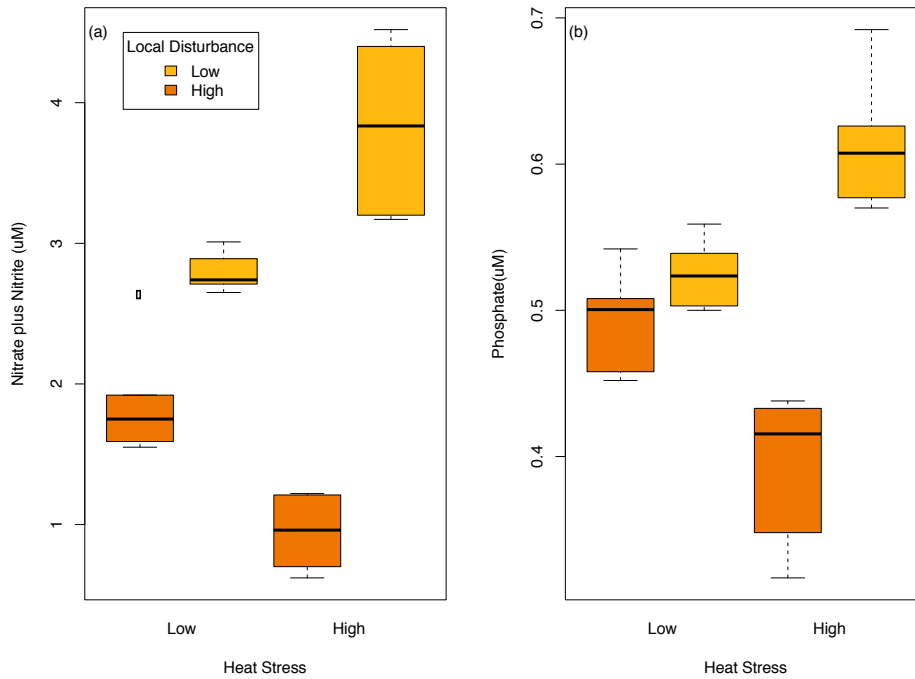 (a)
Local Disturbance
Low
High
Nitrate plus Nitrite (uM)
4
3
2
1
Low
High
Heat Stress
(b)
Phosphate(uM)
0.7
0.6
0.5
0.4
Low
High
Heat Stress